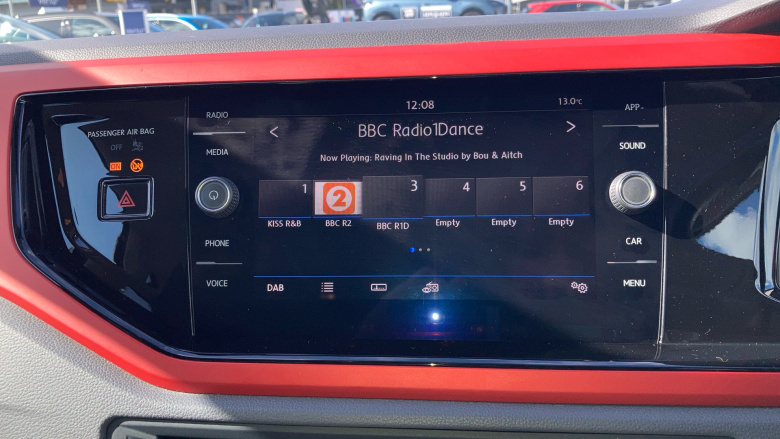 12:08
13.0°C
PASSENGER AIR BAG
OFF
ON
RADIO
MEDIA
PHONE
VOICE
< BBC Radio1Dance >
Now Playing: Raving In The Studio by Bou & Aitch
1 2 3 4 5 6
KISS R&B BBC R2 BBC R1D Empty Empty Empty
DAB
APP-
SOUND
CAR
MENU